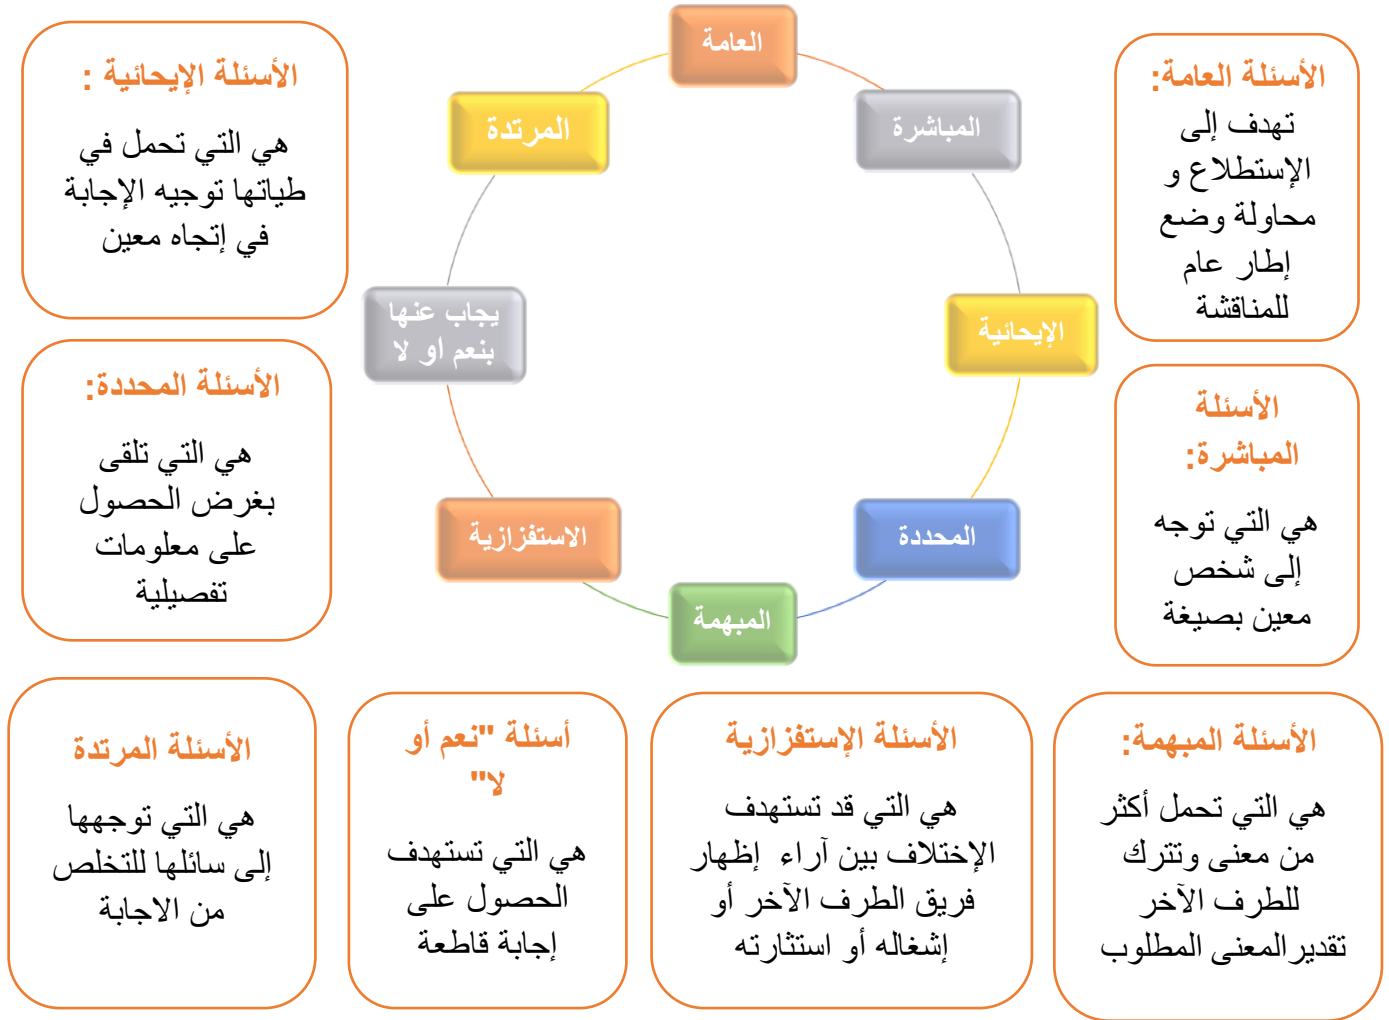 العامة
المباشرة
الإيحائية
المحددة
المبهمة
الاستفزازية
يجاب عنها
بنعم او لا
المرتدة
الأسئلة العامة:
تهدف إلى
الإستطلاع و
محاولة وضع
إطار عام
للمناقشة
الأسئلة
المباشرة:
هي التي توجه
إلى شخص
معين بصيغة
الأسئلة الإيحائية :
هي التي تحمل في
طياتها توجيه الإجابة
في إتجاه معين
الأسئلة المحددة:
هي التي تلقى
بغرض الحصول
على معلومات
تفصيلية
الأسئلة المبهمة:
هي التي تحمل أكثر
من معنى وتترك
للطرف الآخر
تقديرالمعنى المطلوب
الأسئلة الإستفزازية
هي التي قد تستهدف
الإختلاف بين آراء إظهار
فريق الطرف الآخر أو
إشغاله أو استثارته
أسئلة "نعم أو
لا"
هي التي تستهدف
الحصول على
إجابة قاطعة
الأسئلة المرتدة
هي التي توجهها
إلى سائلها للتخلص
من الاجابة